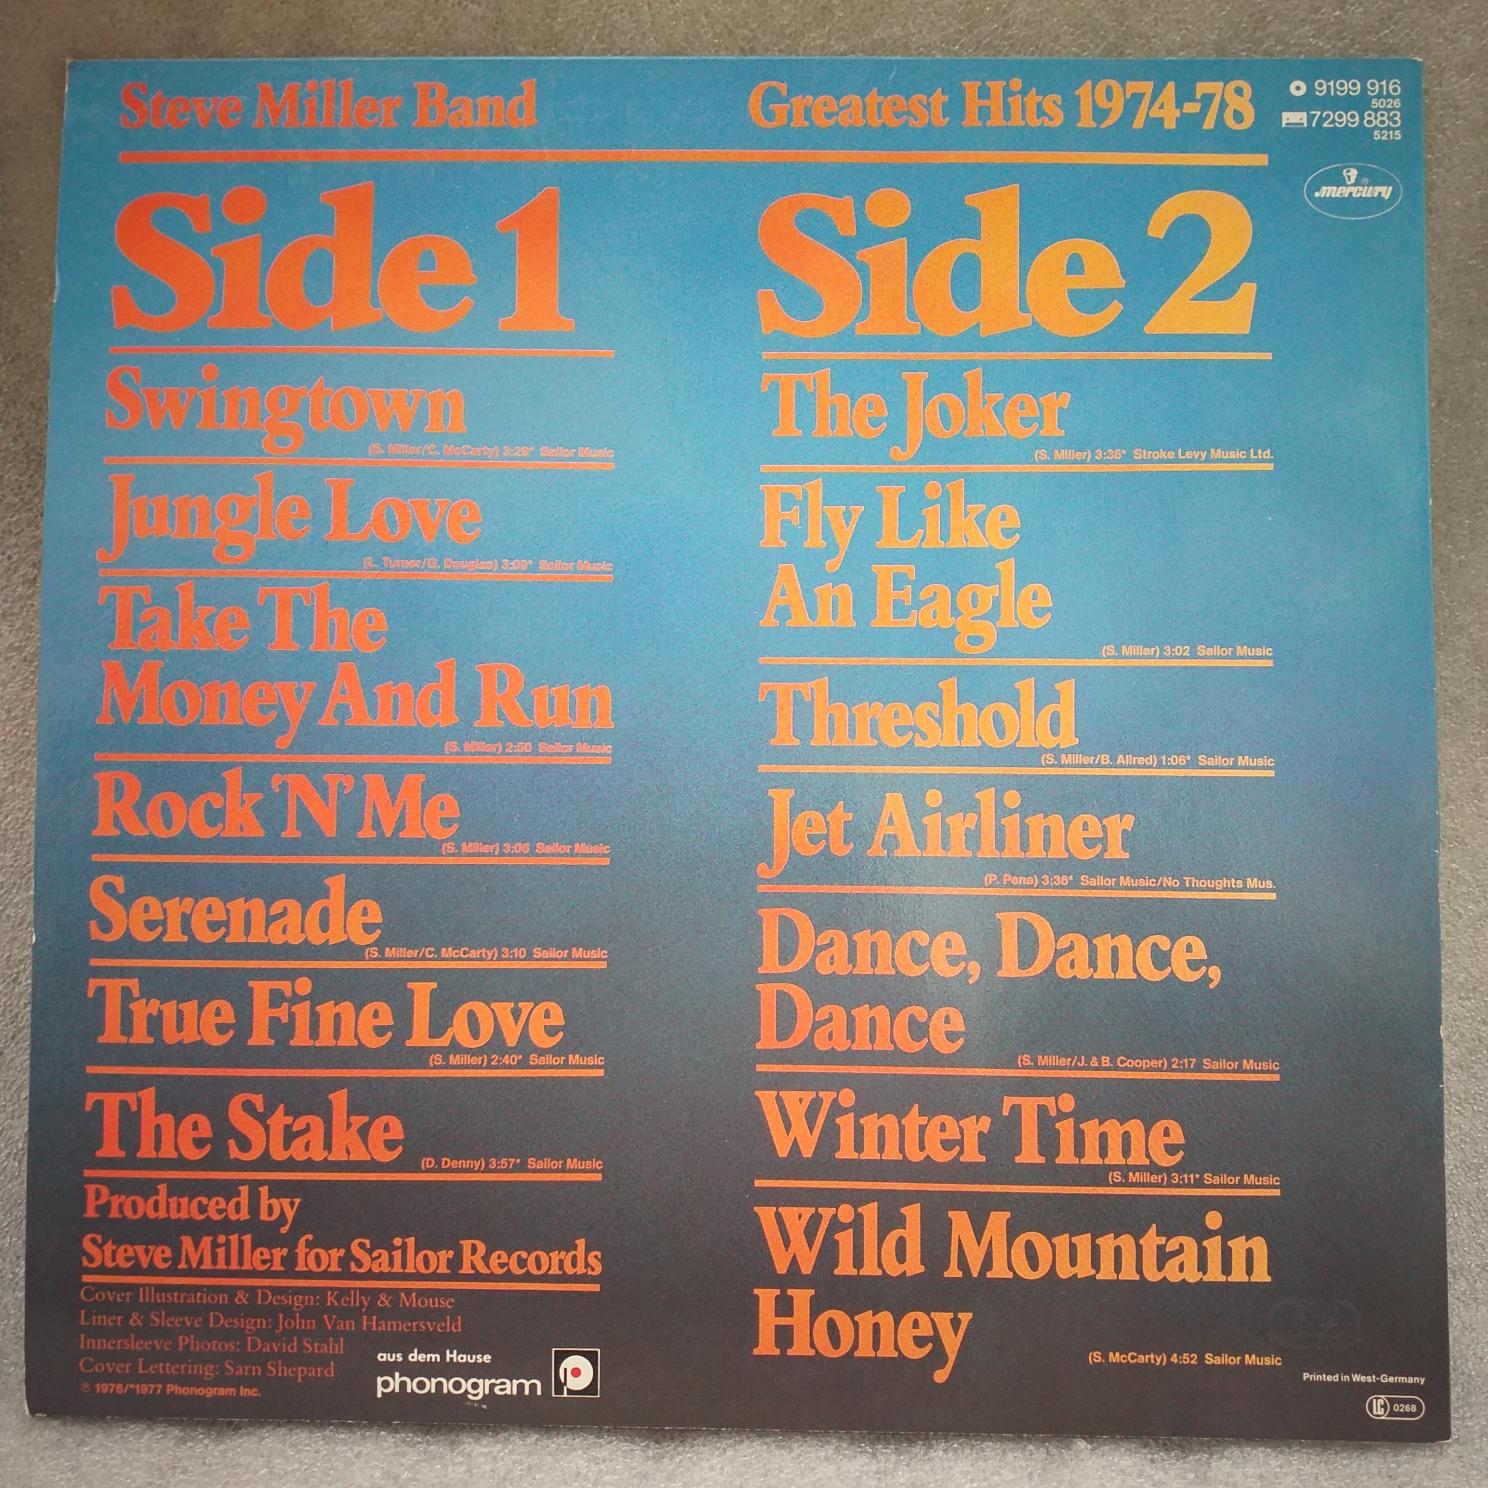 Steve Miller Band
Greatest Hits 1974-78
9199 916
5026
7299 883
5215
mercury
Side 1
Swingtown
(S. Miller/C. McCarty) 3:29* Sailor Music
Jungle Love
(L. Turner/G. Douglas) 3:09* Sailor Music
Take The
Money And Run
(S. Miller) 2:50 Sailor Music
Rock 'N' Me
(S. Miller) 3:06 Sailor Music
Serenade
(S. Miller/C. McCarty) 3:10 Sailor Music
True Fine Love
(S. Miller) 2:40* Sailor Music
The Stake
(D. Denny) 3:57* Sailor Music
Produced by
Steve Miller for Sailor Records
Cover Illustration & Design: Kelly & Mouse
Liner & Sleeve Design: John Van Hamersveld
Innersleeve Photos: David Stahl
Cover Lettering: Sarn Shepard
℗ 1976/*1977 Phonogram Inc.
aus dem Hause
phonogram
Side 2
The Joker
(S. Miller) 3:36* Stroke Levy Music Ltd.
Fly Like
An Eagle
(S. Miller) 3:02 Sailor Music
Threshold
(S. Miller/B. Allred) 1:06* Sailor Music
Jet Airliner
(P. Pena) 3:36* Sailor Music/No Thoughts Mus.
Dance, Dance,
Dance
(S. Miller/J. & B. Cooper) 2:17 Sailor Music
Winter Time
(S. Miller) 3:11* Sailor Music
Wild Mountain
Honey
(S. McCarty) 4:52 Sailor Music
Printed in West-Germany
LC 0268